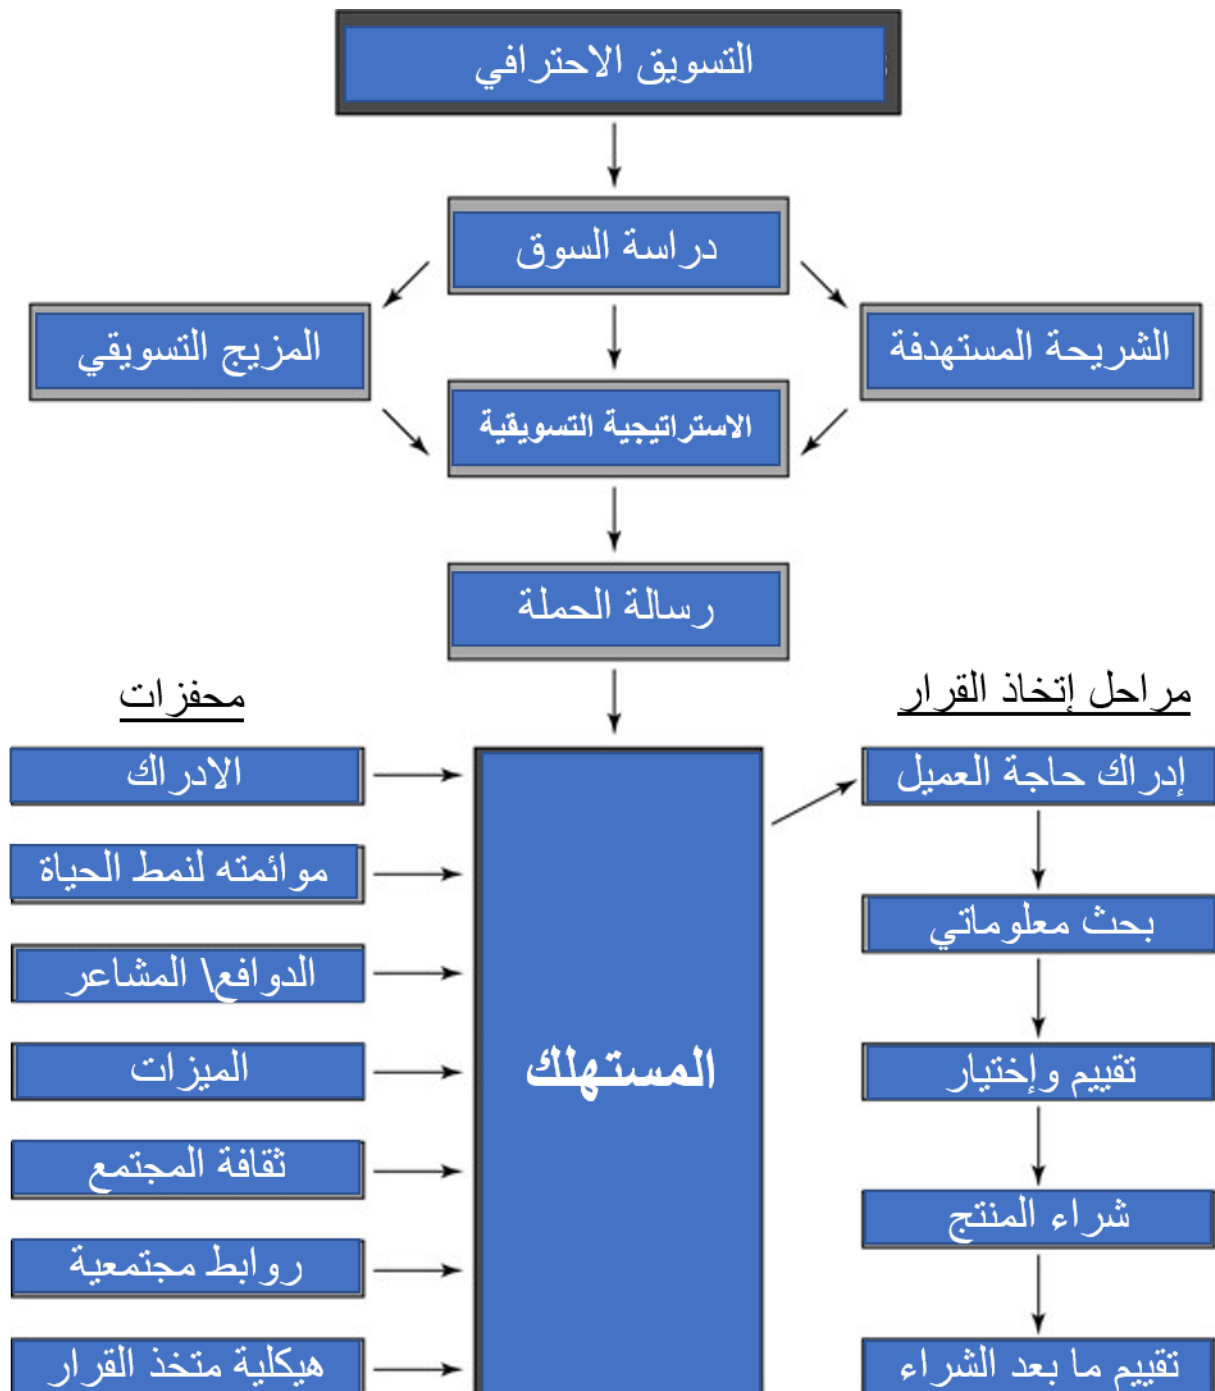 التسويق الاحترافي
دراسة السوق
الشريحة المستهدفة
المزيج التسويقي
الاستراتيجية التسويقية
رسالة الحملة
مراحل إتخاذ القرار
إدراك حاجة العميل
بحث معلوماتي
تقييم وإختيار
شراء المنتج
تقييم ما بعد الشراء
المستهلك
محفزات
الادراك
موائمته لنمط الحياة
الدوافع\ المشاعر
الميزات
ثقافة المجتمع
روابط مجتمعية
هيكلية متخذ القرار